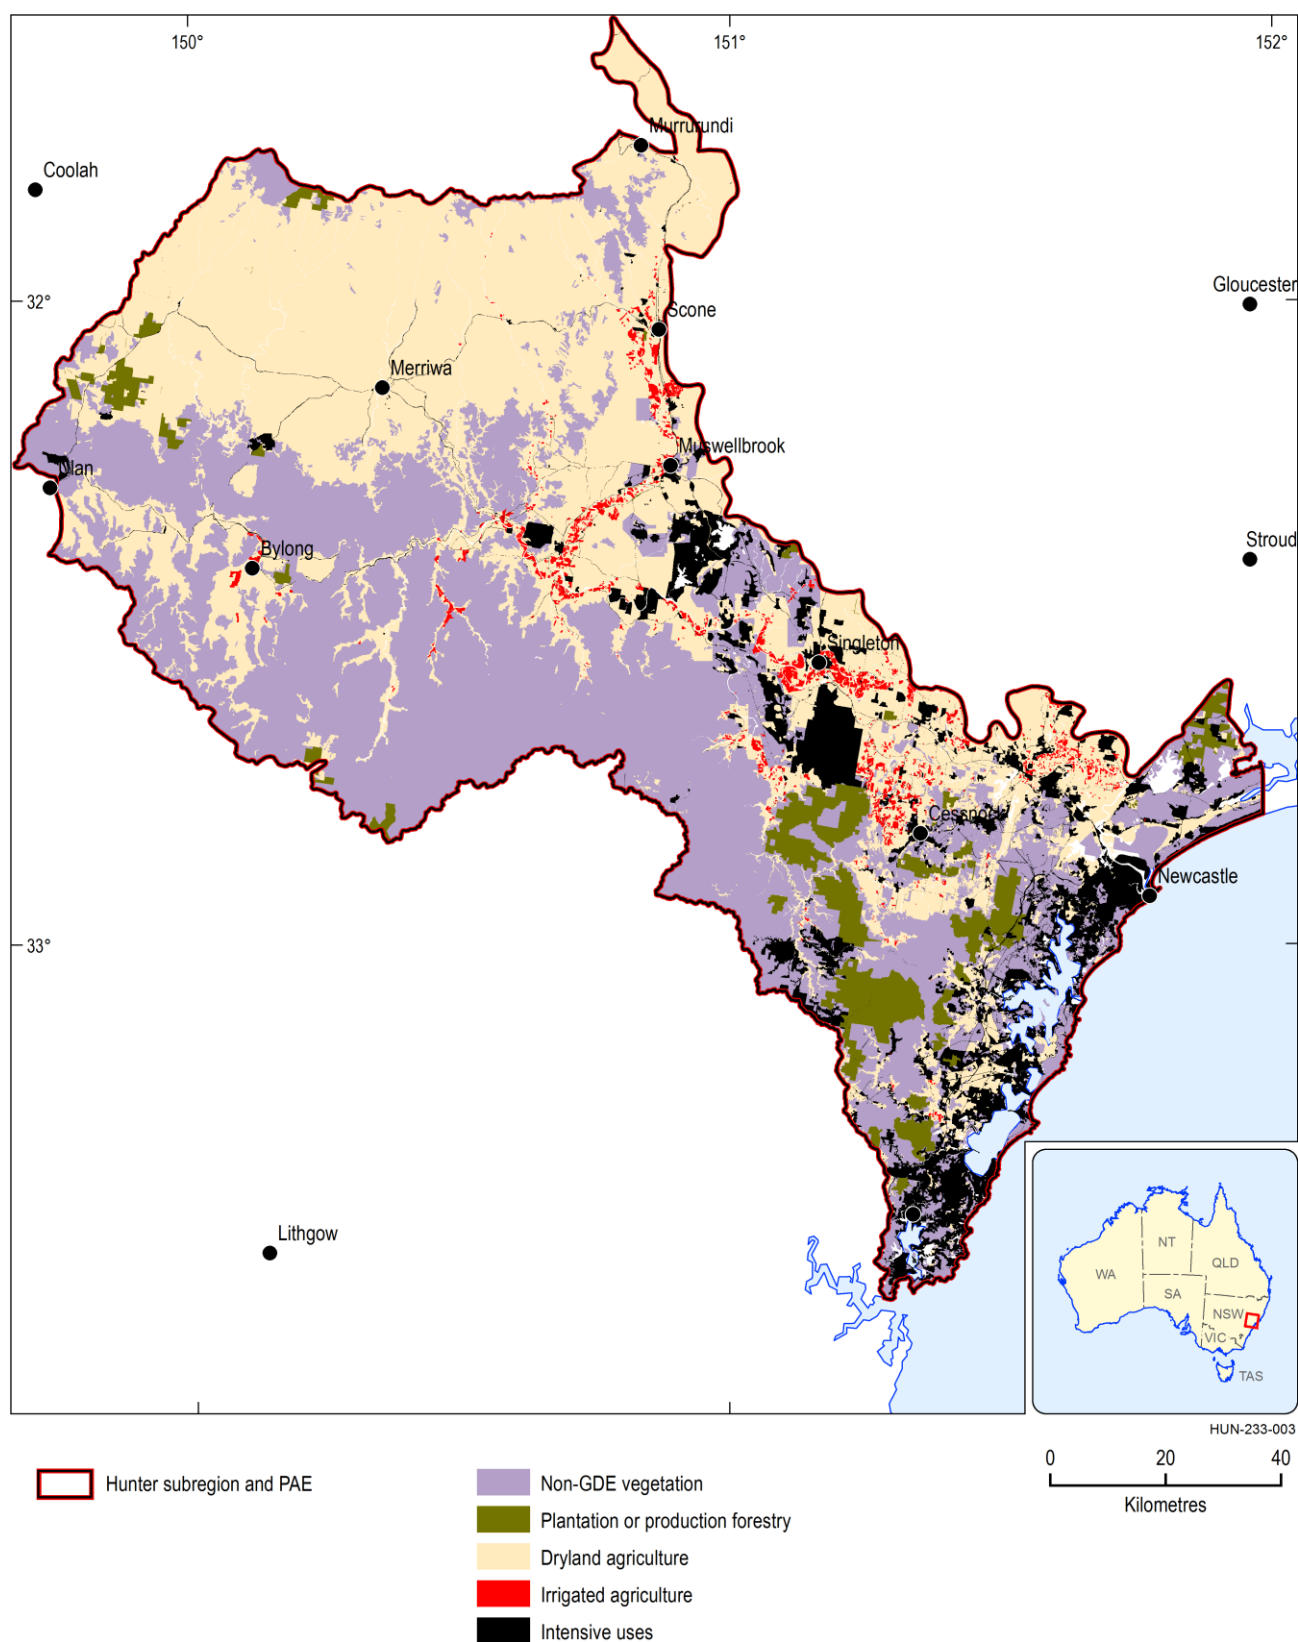 150°
151°
152°
Murrurundi
Coolah
Gloucester
32°
Scone
Merriwa
Muswellbrook
Ulan
Stroud
Bylong
Singleton
Cessnock
Newcastle
33°
Lithgow
NT
QLD
WA
SA
NSW
VIC
TAS
HUN-233-003
0 20 40
Kilometres
Hunter subregion and PAE
Non-GDE vegetation
Plantation or production forestry
Dryland agriculture
Irrigated agriculture
Intensive uses